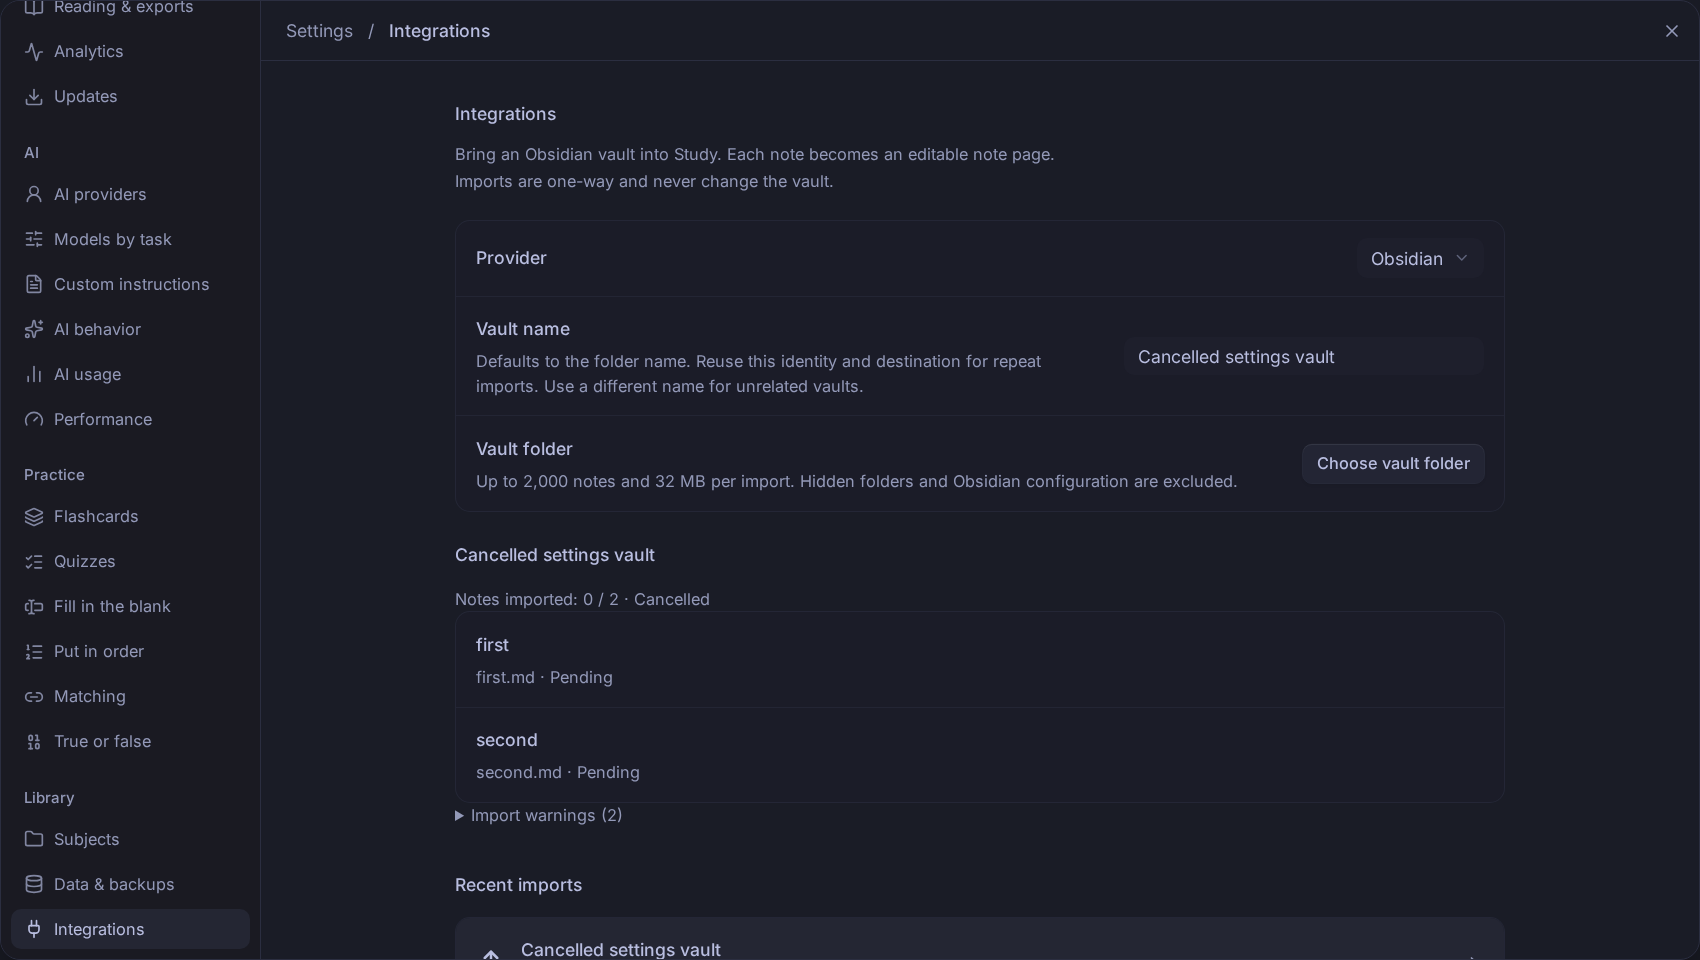 Reading & exports
Analytics
Updates
AI
AI providers
Models by task
Custom instructions
AI behavior
AI usage
Performance
Practice
Flashcards
Quizzes
Fill in the blank
Put in order
Matching
True or false
Library
Subjects
Data & backups
Integrations
Settings / Integrations
Integrations
Bring an Obsidian vault into Study. Each note becomes an editable note page.
Imports are one-way and never change the vault.
Provider
Obsidian
Vault name
Defaults to the folder name. Reuse this identity and destination for repeat
imports. Use a different name for unrelated vaults.
Cancelled settings vault
Vault folder
Up to 2,000 notes and 32 MB per import. Hidden folders and Obsidian configuration are excluded.
Choose vault folder
Cancelled settings vault
Notes imported: 0 / 2 · Cancelled
first
first.md · Pending
second
second.md · Pending
Import warnings (2)
Recent imports
Cancelled settings vault